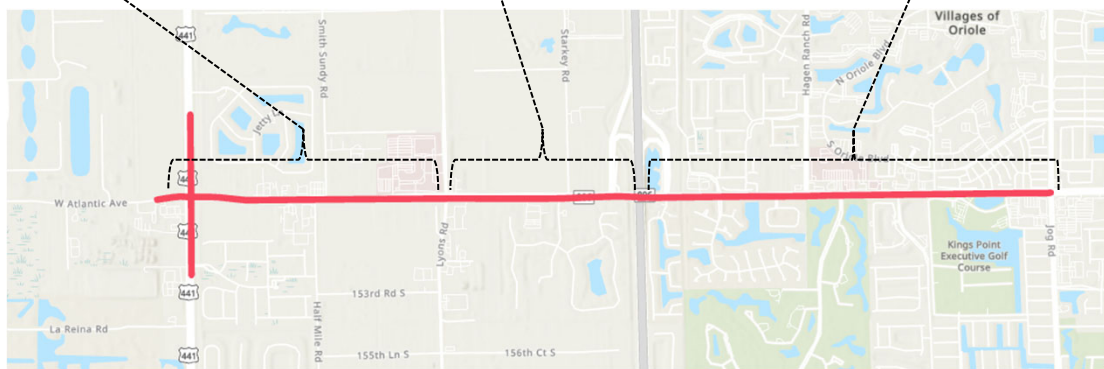 Villages of
Oriole
441
Smith Sundy Rd
Starkey Rd
Hagen Ranch Rd
N Oriole Blvd
Jetty L
S Oriole Blvd
W Atlantic Ave
441
Lyons Rd
Jog Rd
Kings Point
Executive Golf
Course
441
153rd Rd S
Half Mile Rd
La Reina Rd
441
155th Ln S
156th Ct S